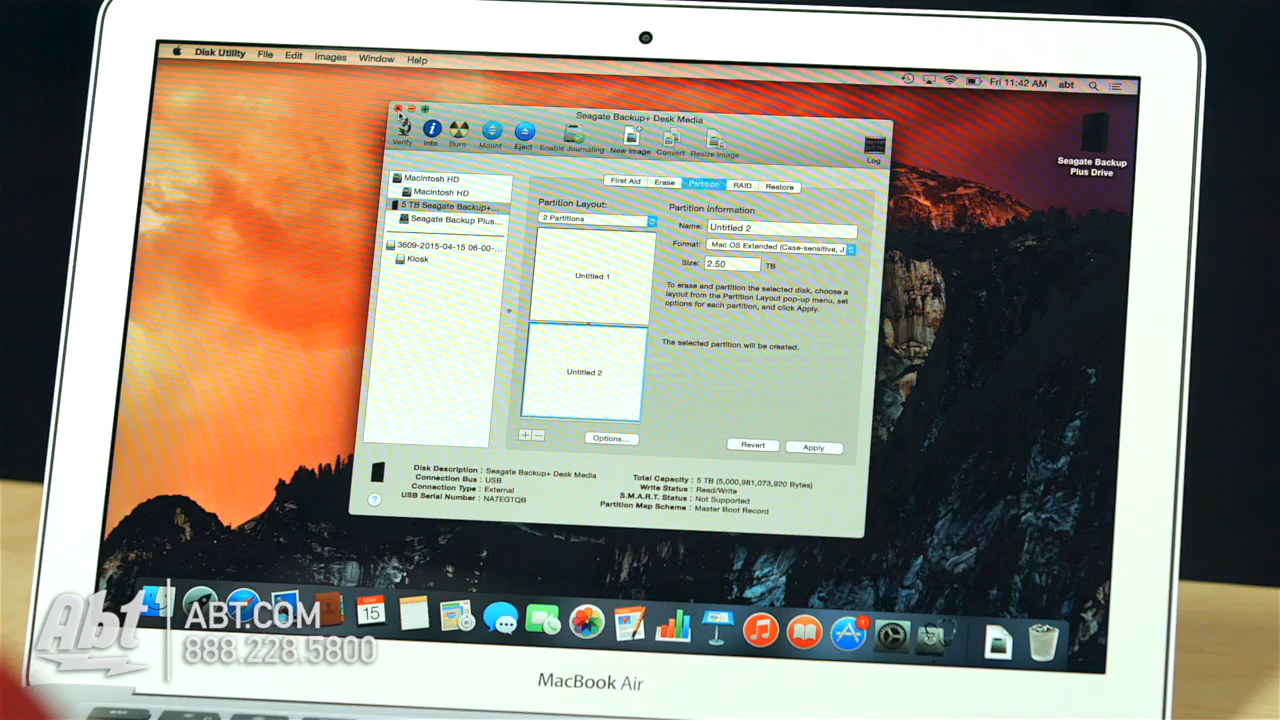 Disk Utility File Edit Images Window Help
Fri 11:42 AM abt
Seagate Backup+ Desk Media
Verify Info Burn Mount Eject Enable Journaling New Image Convert Resize Image Log
Seagate Backup
Plus Drive
Macintosh HD
Macintosh HD
5 TB Seagate Backup+...
Seagate Backup Plus...
3609-2015-04-15 06-00-...
Kiosk
First Aid Erase Partition RAID Restore
Partition Layout:
2 Partitions
Untitled 1
Untitled 2
+ −
Options...
Partition Information
Name: Untitled 2
Format: Mac OS Extended (Case-sensitive, J
Size: 2.50 TB
To erase and partition the selected disk, choose a
layout from the Partition Layout pop-up menu, set
options for each partition, and click Apply.
The selected partition will be created.
Revert Apply
Disk Description : Seagate Backup+ Desk Media
Connection Bus : USB
Connection Type : External
USB Serial Number : NA7EGTQB
Total Capacity : 5 TB (5,000,981,073,920 Bytes)
Write Status : Read/Write
S.M.A.R.T. Status : Not Supported
Partition Map Scheme : Master Boot Record
?
MAY
15
1
Abt
ABT.COM
888.228.5800
MacBook Air